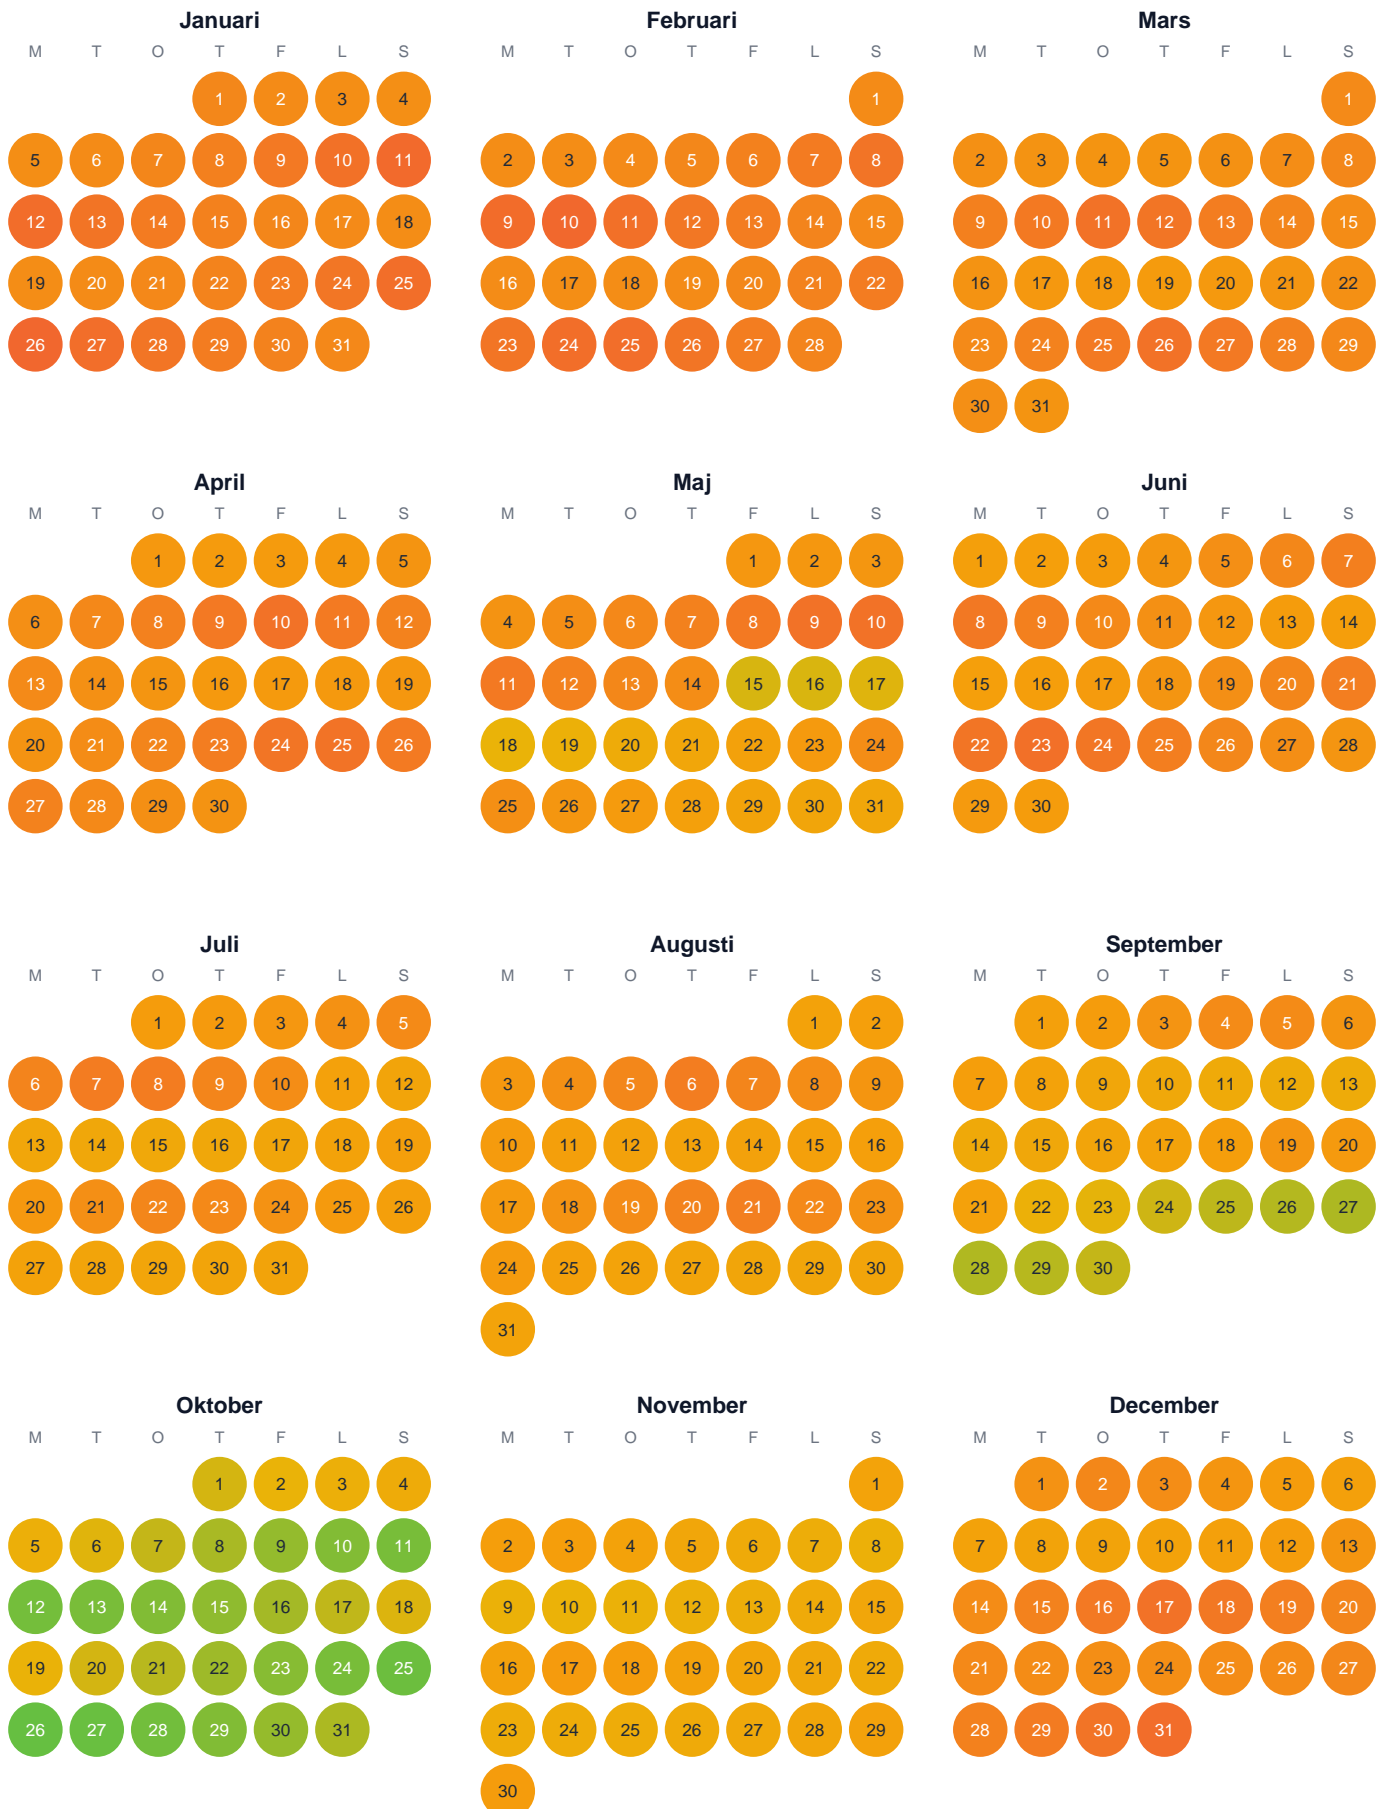 Januari Februari Mars
M T O T F L S M T O T F L S M T O T F L S
1 2 3 4 1 1
5 6 7 8 9 10 11 2 3 4 5 6 7 8 2 3 4 5 6 7 8
12 13 14 15 16 17 18 9 10 11 12 13 14 15 9 10 11 12 13 14 15
19 20 21 22 23 24 25 16 17 18 19 20 21 22 16 17 18 19 20 21 22
26 27 28 29 30 31 23 24 25 26 27 28 23 24 25 26 27 28 29
30 31
April Maj Juni
M T O T F L S M T O T F L S M T O T F L S
1 2 3 4 5 1 2 3 1 2 3 4 5 6 7
6 7 8 9 10 11 12 4 5 6 7 8 9 10 8 9 10 11 12 13 14
13 14 15 16 17 18 19 11 12 13 14 15 16 17 15 16 17 18 19 20 21
20 21 22 23 24 25 26 18 19 20 21 22 23 24 22 23 24 25 26 27 28
27 28 29 30 25 26 27 28 29 30 31 29 30
Juli Augusti September
M T O T F L S M T O T F L S M T O T F L S
1 2 3 4 5 1 2 1 2 3 4 5 6
6 7 8 9 10 11 12 3 4 5 6 7 8 9 7 8 9 10 11 12 13
13 14 15 16 17 18 19 10 11 12 13 14 15 16 14 15 16 17 18 19 20
20 21 22 23 24 25 26 17 18 19 20 21 22 23 21 22 23 24 25 26 27
27 28 29 30 31 24 25 26 27 28 29 30 28 29 30
31
Oktober November December
M T O T F L S M T O T F L S M T O T F L S
1 2 3 4 1 1 2 3 4 5 6
5 6 7 8 9 10 11 2 3 4 5 6 7 8 7 8 9 10 11 12 13
12 13 14 15 16 17 18 9 10 11 12 13 14 15 14 15 16 17 18 19 20
19 20 21 22 23 24 25 16 17 18 19 20 21 22 21 22 23 24 25 26 27
26 27 28 29 30 31 23 24 25 26 27 28 29 28 29 30 31
30